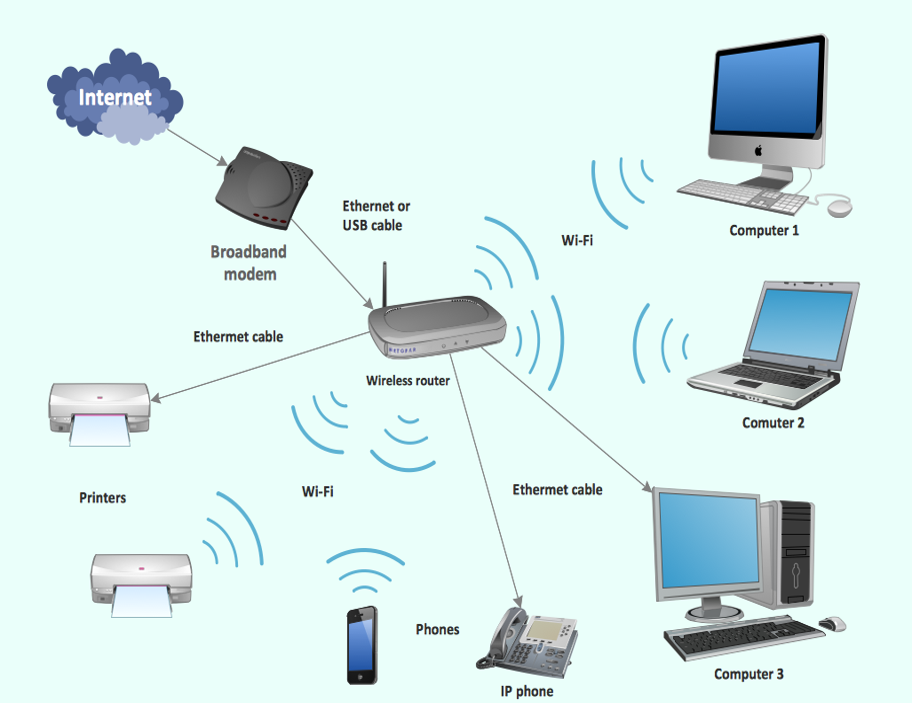 Internet
Ethernet or
USB cable
Broadband
modem
Wi-Fi
Computer 1
Ethermet cable
NETGEAR
Wireless router
Comuter 2
Printers
Wi-Fi
Ethermet cable
Phones
IP phone
Computer 3